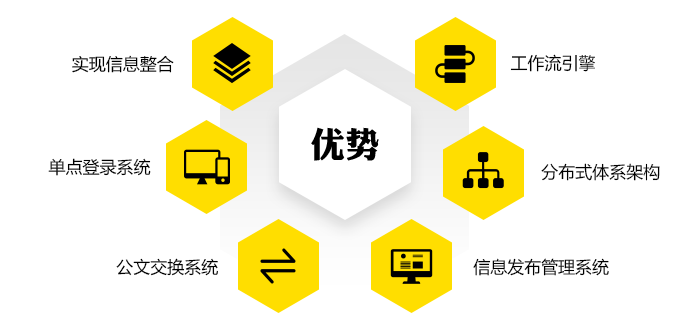 实现信息整合
工作流引擎
优势
单点登录系统
分布式体系架构
公文交换系统
信息发布管理系统